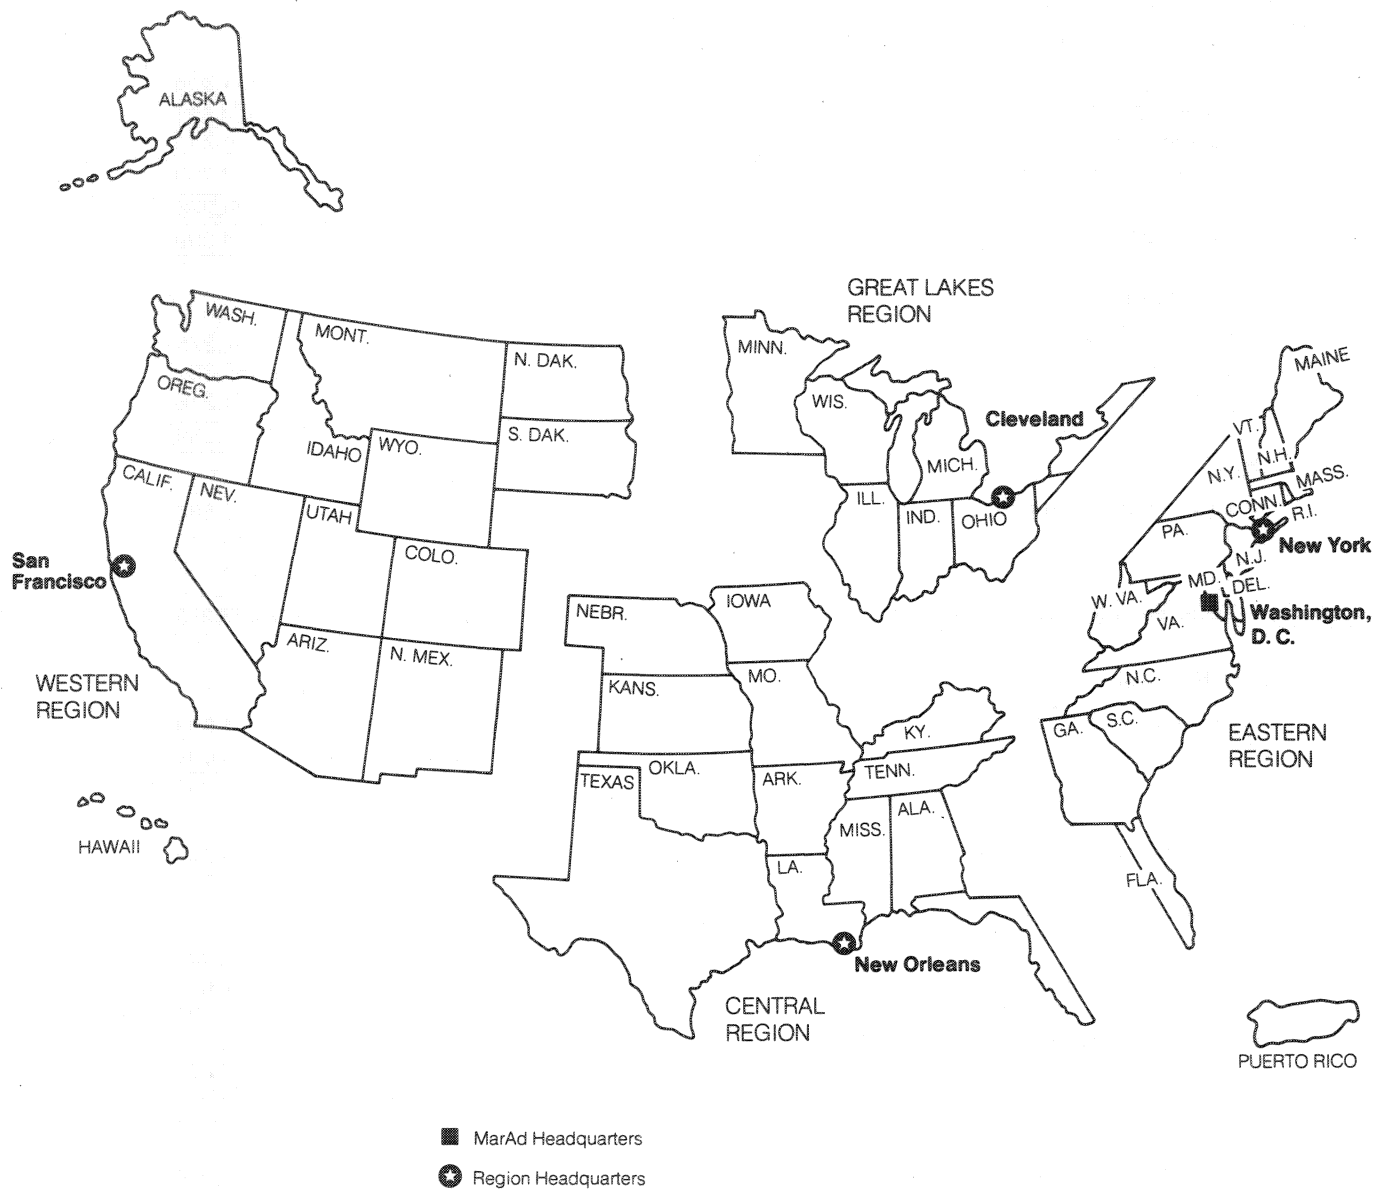 ALASKA
GREAT LAKES
REGION
WASH.
MONT.
N. DAK.
MINN.
MAINE
OREG.
WIS.
Cleveland
S. DAK.
VT.
IDAHO
WYO.
N.H.
MICH.
N.Y.
MASS.
CALIF.
NEV.
ILL.
CONN.
UTAH
IND.
OHIO
R.I.
PA.
New York
COLO.
N.J.
San
Francisco
MD.
DEL.
W. VA.
IOWA
NEBR.
VA.
Washington,
D. C.
ARIZ.
N. MEX.
MO.
N.C.
WESTERN
REGION
KANS.
GA.
S.C.
KY.
EASTERN
REGION
OKLA.
TENN.
TEXAS
ARK.
ALA.
MISS.
HAWAII
LA.
FLA.
New Orleans
CENTRAL
REGION
PUERTO RICO
MarAd Headquarters
Region Headquarters